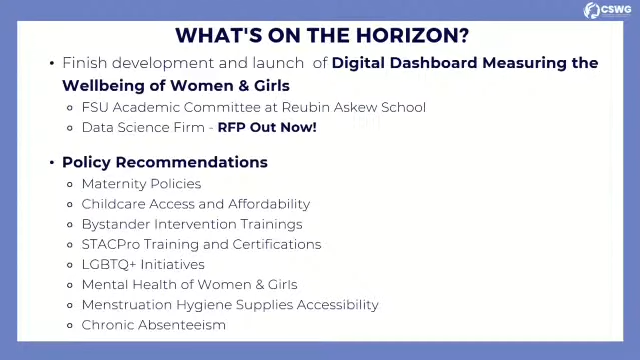 CSWG
WHAT'S ON THE HORIZON?
• Finish development and launch of Digital Dashboard Measuring the
Wellbeing of Women & Girls
FSU Academic Committee at Reubin Askew School
Data Science Firm - RFP Out Now!
• Policy Recommendations
Maternity Policies
Childcare Access and Affordability
Bystander Intervention Trainings
STACPro Training and Certifications
LGBTQ+ Initiatives
Mental Health of Women & Girls
Menstruation Hygiene Supplies Accessibility
Chronic Absenteeism